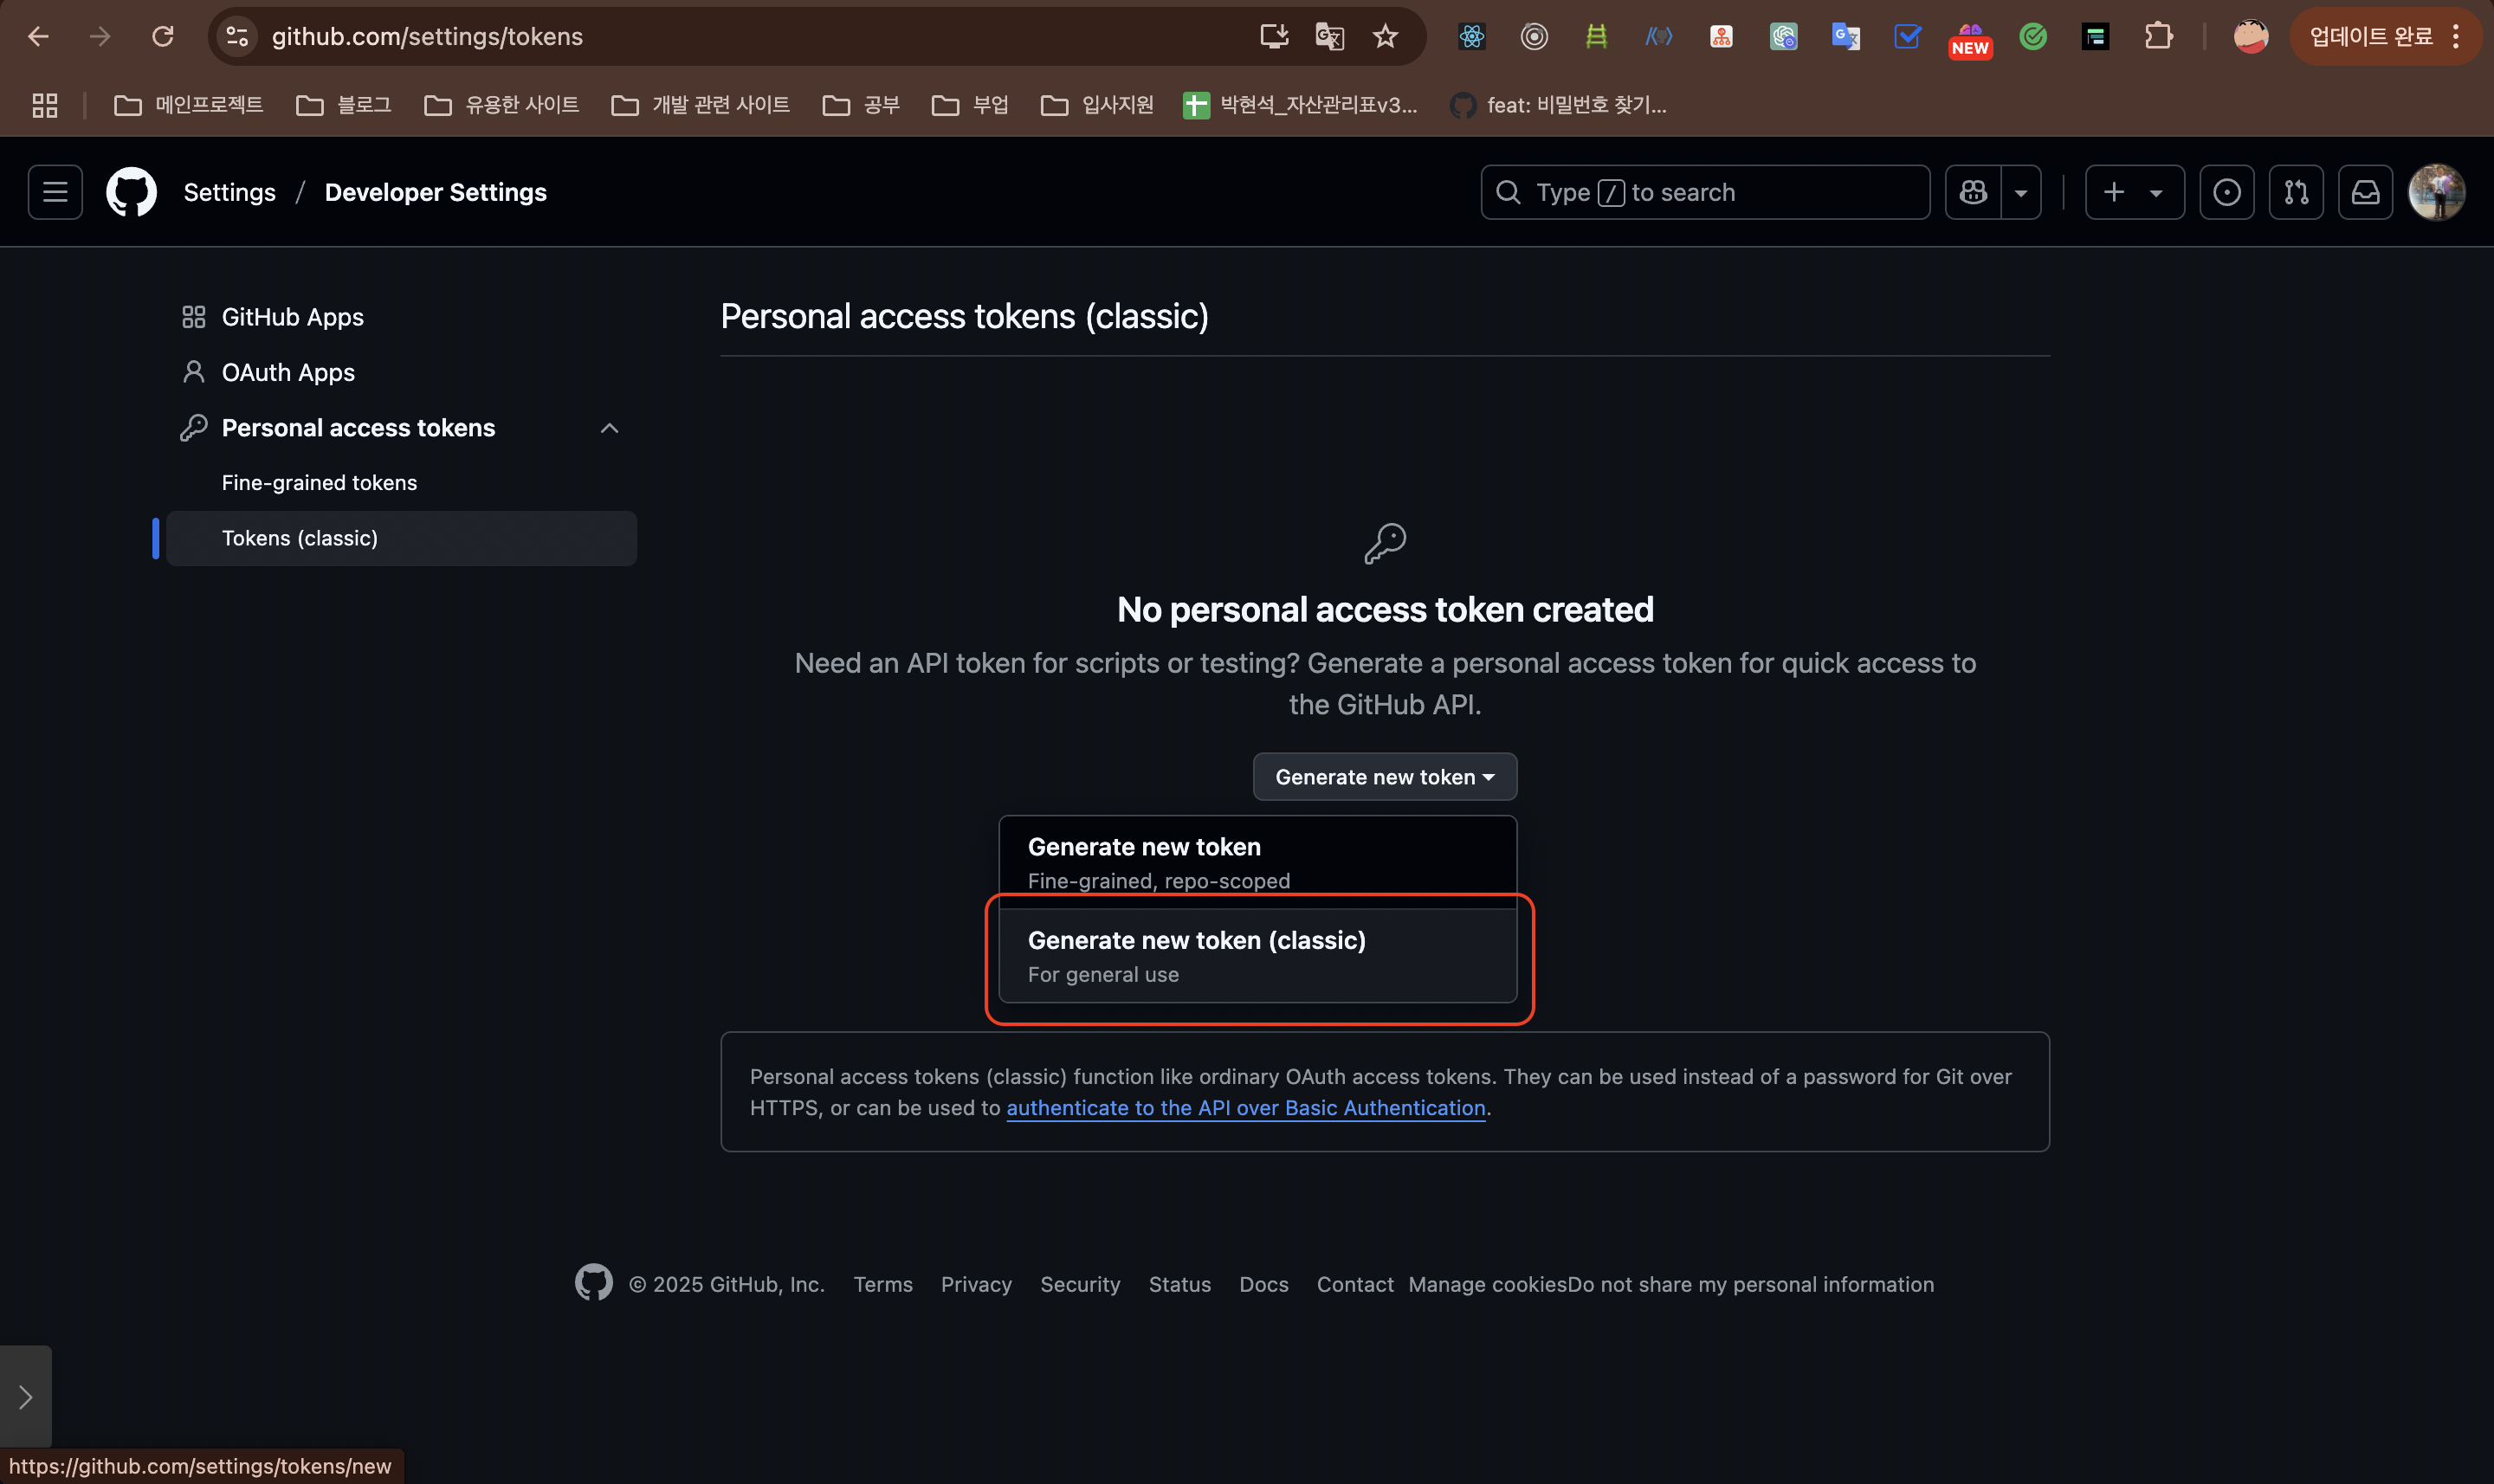 github.com/settings/tokens
NEW
업데이트 완료
메인프로젝트
블로그
유용한 사이트
개발 관련 사이트
공부
부업
입사지원
박현석_자산관리표v3...
feat: 비밀번호 찾기...
Settings / Developer Settings
Type / to search
GitHub Apps
OAuth Apps
Personal access tokens
Fine-grained tokens
Tokens (classic)
Personal access tokens (classic)
No personal access token created
Need an API token for scripts or testing? Generate a personal access token for quick access to
the GitHub API.
Generate new token
Generate new token
Fine-grained, repo-scoped
Generate new token (classic)
For general use
Personal access tokens (classic) function like ordinary OAuth access tokens. They can be used instead of a password for Git over
HTTPS, or can be used to authenticate to the API over Basic Authentication.
© 2025 GitHub, Inc. Terms Privacy Security Status Docs Contact Manage cookiesDo not share my personal information
https://github.com/settings/tokens/new